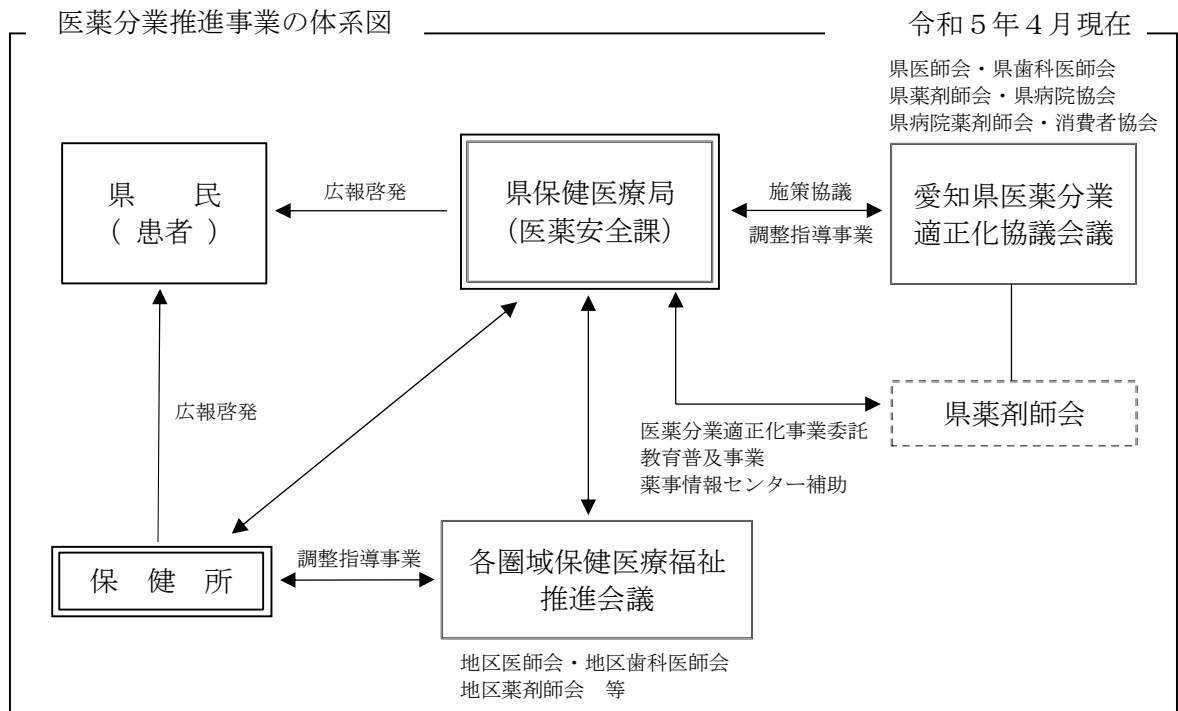 医薬分業推進事業の体系図
令和5年4月現在
県医師会・県歯科医師会
県薬剤師会・県病院協会
県病院薬剤師会・消費者協会
県　　民
( 患者 )
広報啓発
県保健医療局
(医薬安全課)
施策協議
調整指導事業
愛知県医薬分業
適正化協議会議
広報啓発
県薬剤師会
医薬分業適正化事業委託
教育普及事業
薬事情報センター補助
保　健　所
調整指導事業
各圏域保健医療福祉
推進会議
地区医師会・地区歯科医師会
地区薬剤師会　等